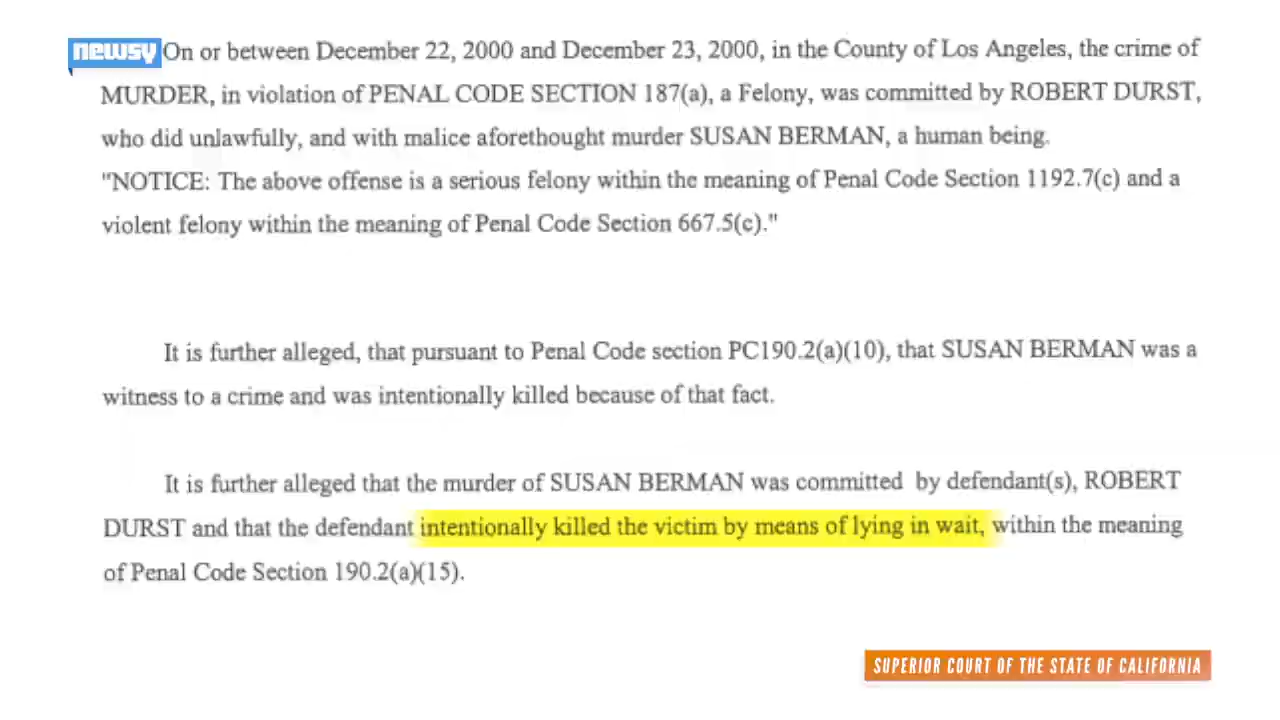 newsy On or between December 22, 2000 and December 23, 2000, in the County of Los Angeles, the crime of
MURDER, in violation of PENAL CODE SECTION 187(a), a Felony, was committed by ROBERT DURST,
who did unlawfully, and with malice aforethought murder SUSAN BERMAN, a human being.
"NOTICE: The above offense is a serious felony within the meaning of Penal Code Section 1192.7(c) and a
violent felony within the meaning of Penal Code Section 667.5(c)."
It is further alleged, that pursuant to Penal Code section PC190.2(a)(10), that SUSAN BERMAN was a
witness to a crime and was intentionally killed because of that fact.
It is further alleged that the murder of SUSAN BERMAN was committed by defendant(s), ROBERT
DURST and that the defendant intentionally killed the victim by means of lying in wait, within the meaning
of Penal Code Section 190.2(a)(15).
SUPERIOR COURT OF THE STATE OF CALIFORNIA